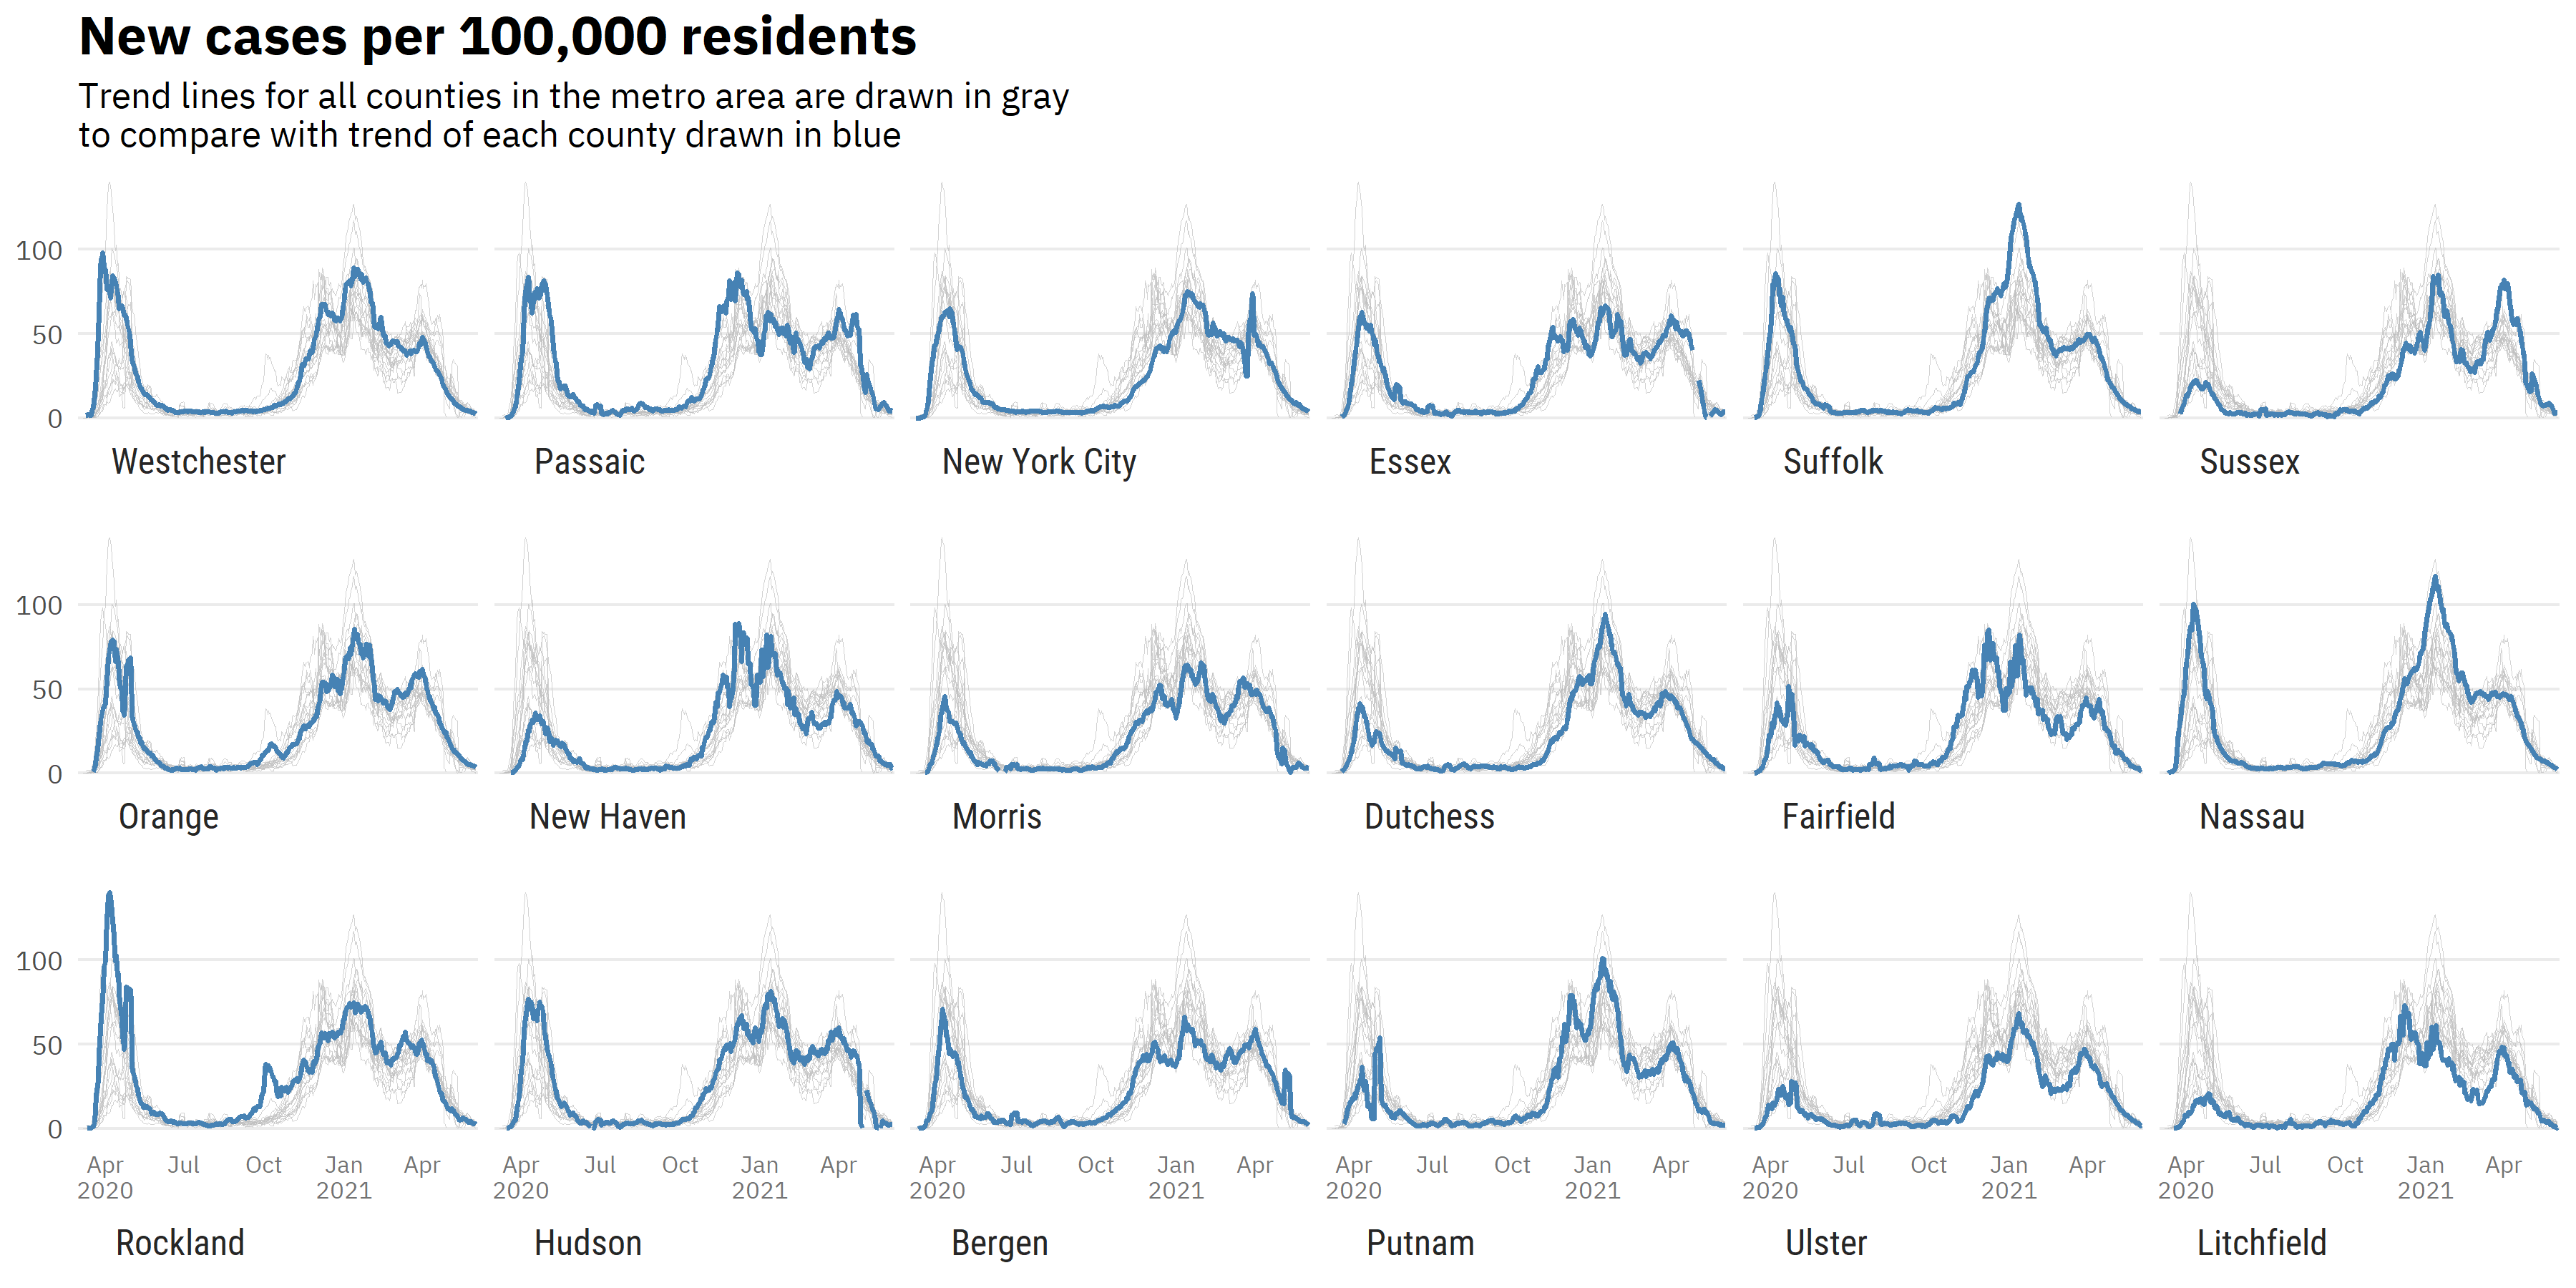 New cases per 100,000 residents
Trend lines for all counties in the metro area are drawn in gray
to compare with trend of each county drawn in blue
100
50
0
Westchester Passaic New York City Essex Suffolk Sussex
100
50
0
Orange New Haven Morris Dutchess Fairfield Nassau
100
50
0
Apr Jul Oct Jan Apr Apr Jul Oct Jan Apr Apr Jul Oct Jan Apr Apr Jul Oct Jan Apr Apr Jul Oct Jan Apr Apr Jul Oct Jan Apr
2020 2021 2020 2021 2020 2021 2020 2021 2020 2021 2020 2021
Rockland Hudson Bergen Putnam Ulster Litchfield